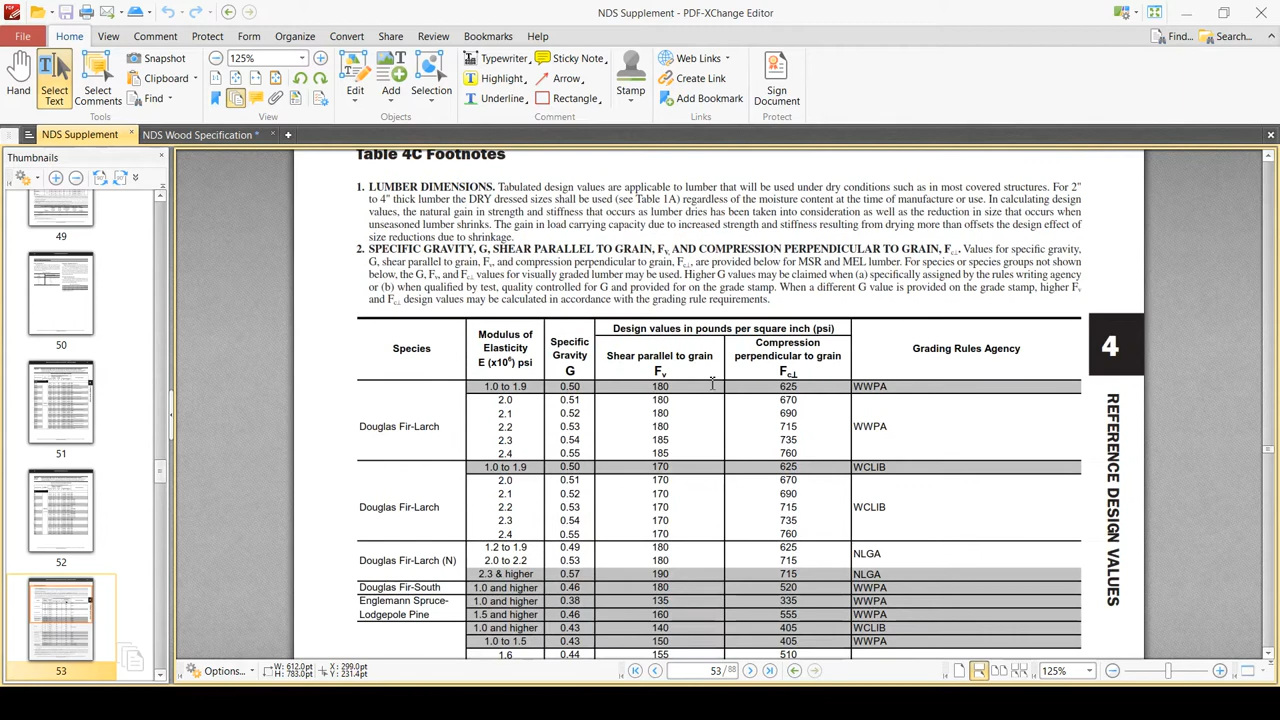 NDS Supplement - PDF-XChange Editor
File Home View Comment Protect Form Organize Convert Share Review Bookmarks Help
Find... Search...
Hand
Select Text
Select Comments
Snapshot
Clipboard
Find
Tools
125%
View
Edit
Add
Selection
Objects
Typewriter
Sticky Note
Highlight
Arrow
Underline
Rectangle
Stamp
Comment
Web Links
Create Link
Add Bookmark
Links
Sign Document
Protect
NDS Supplement
NDS Wood Specification *
Thumbnails
49
50
51
52
53
Table 4C Footnotes
1. LUMBER DIMENSIONS. Tabulated design values are applicable to lumber that will be used under dry conditions such as in most covered structures. For 2"
to 4" thick lumber the DRY dressed sizes shall be used (see Table 1A) regardless of the moisture content at the time of manufacture or use. In calculating design
values, the natural gain in strength and stiffness that occurs as lumber dries has been taken into consideration as well as the reduction in size that occurs when
unseasoned lumber shrinks. The gain in load carrying capacity due to increased strength and stiffness resulting from drying more than offsets the design effect of
size reductions due to shrinkage.
2. SPECIFIC GRAVITY, G, SHEAR PARALLEL TO GRAIN, Fv, AND COMPRESSION PERPENDICULAR TO GRAIN, Fc⊥. Values for specific gravity,
G, shear parallel to grain, Fv, and compression perpendicular to grain, Fc⊥, are provided below for MSR and MEL lumber. For species or species groups not shown
below, the G, Fv, and Fc⊥ values for visually graded lumber may be used. Higher G values may be claimed when (a) specifically assigned by the rules writing agency
or (b) when qualified by test, quality controlled for G and provided for on the grade stamp. When a different G value is provided on the grade stamp, higher Fv
and Fc⊥ design values may be calculated in accordance with the grading rule requirements.
Species
Modulus of
Elasticity
E (x10⁶) psi
Specific
Gravity
G
Design values in pounds per square inch (psi)
Shear parallel to grain
Fv
Compression
perpendicular to grain
Fc⊥
Grading Rules Agency
1.0 to 1.9 0.50 180 625 WWPA
2.0 0.51 180 670
2.1 0.52 180 690
Douglas Fir-Larch 2.2 0.53 180 715 WWPA
2.3 0.54 185 735
2.4 0.55 185 760
1.0 to 1.9 0.50 170 625 WCLIB
2.0 0.51 170 670
2.1 0.52 170 690
Douglas Fir-Larch 2.2 0.53 170 715 WCLIB
2.3 0.54 170 735
2.4 0.55 170 760
1.2 to 1.9 0.49 180 625
Douglas Fir-Larch (N) 2.0 to 2.2 0.53 180 715 NLGA
2.3 & higher 0.57 190 715 NLGA
Douglas Fir-South 1.0 and higher 0.46 180 520 WWPA
Englemann Spruce- 1.0 and higher 0.38 135 335 WWPA
Lodgepole Pine 1.5 and higher 0.46 160 555 WWPA
1.0 and higher 0.43 140 405 WCLIB
1.0 to 1.5 0.43 150 405 WWPA
1.6 0.44 155 510
4
REFERENCE DESIGN VALUES
Options...
W: 612.0pt
H: 783.0pt
X: 299.0pt
Y: 231.4pt
53 / 88
125%